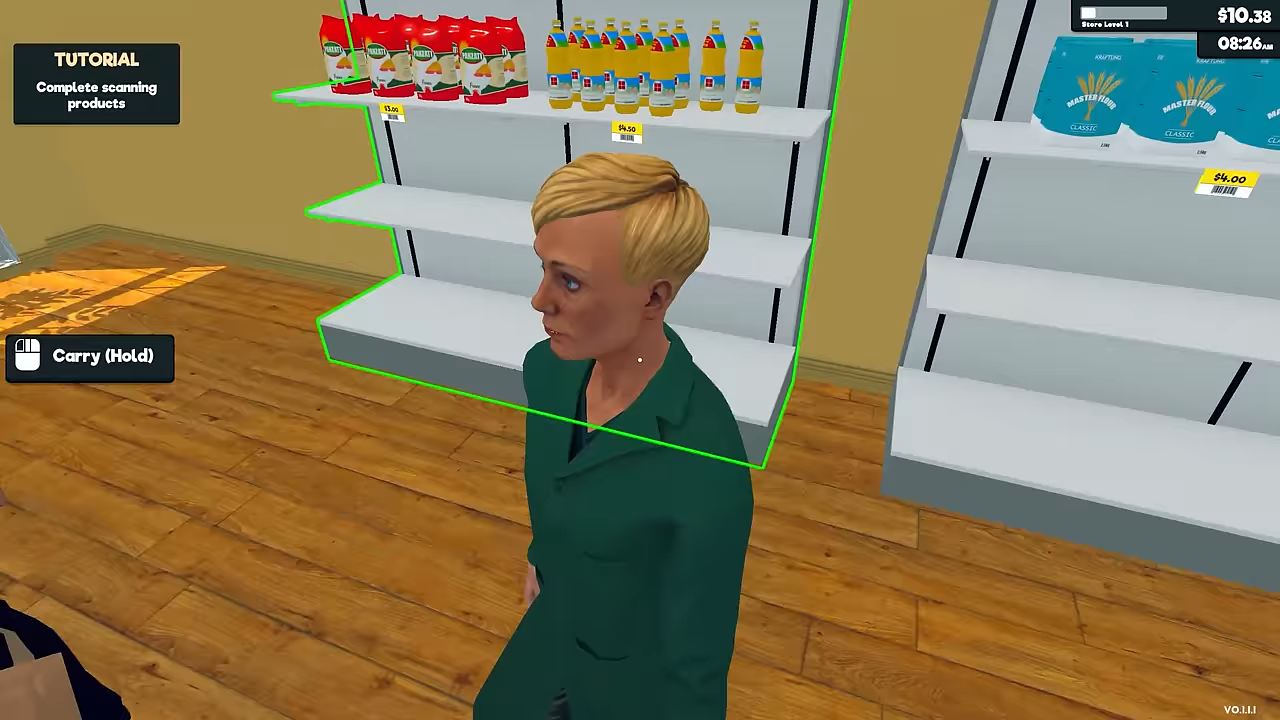 TUTORIAL
Complete scanning
products
Carry (Hold)
Store Level 1
$10.38
08:26AM
$3.00
$4.50
$4.00
MASTER FLOUR
CLASSIC
MASTER FLOUR
CLASSIC
V0.1.1.1